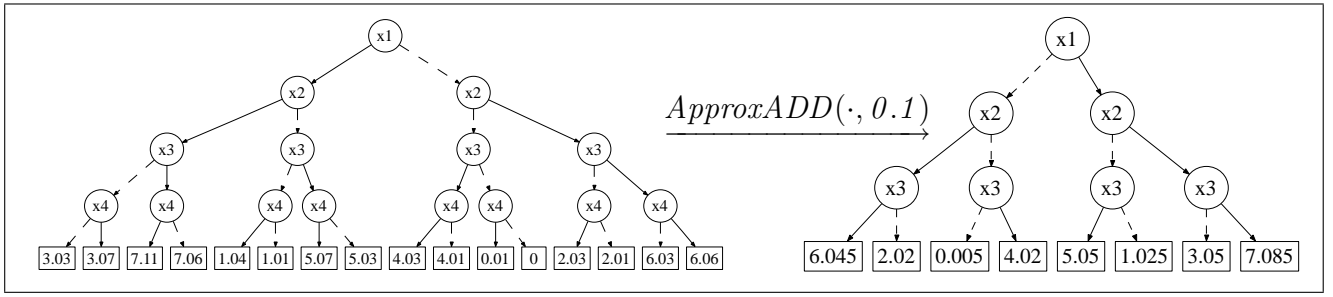 x1
x2 x2
x3 x3 x3 x3
x4 x4 x4 x4 x4 x4 x4 x4
3.03 3.07 7.11 7.06 1.04 1.01 5.07 5.03 4.03 4.01 0.01 0 2.03 2.01 6.03 6.06
ApproxADD(·, 0.1)
x1
x2 x2
x3 x3 x3 x3
6.045 2.02 0.005 4.02 5.05 1.025 3.05 7.085